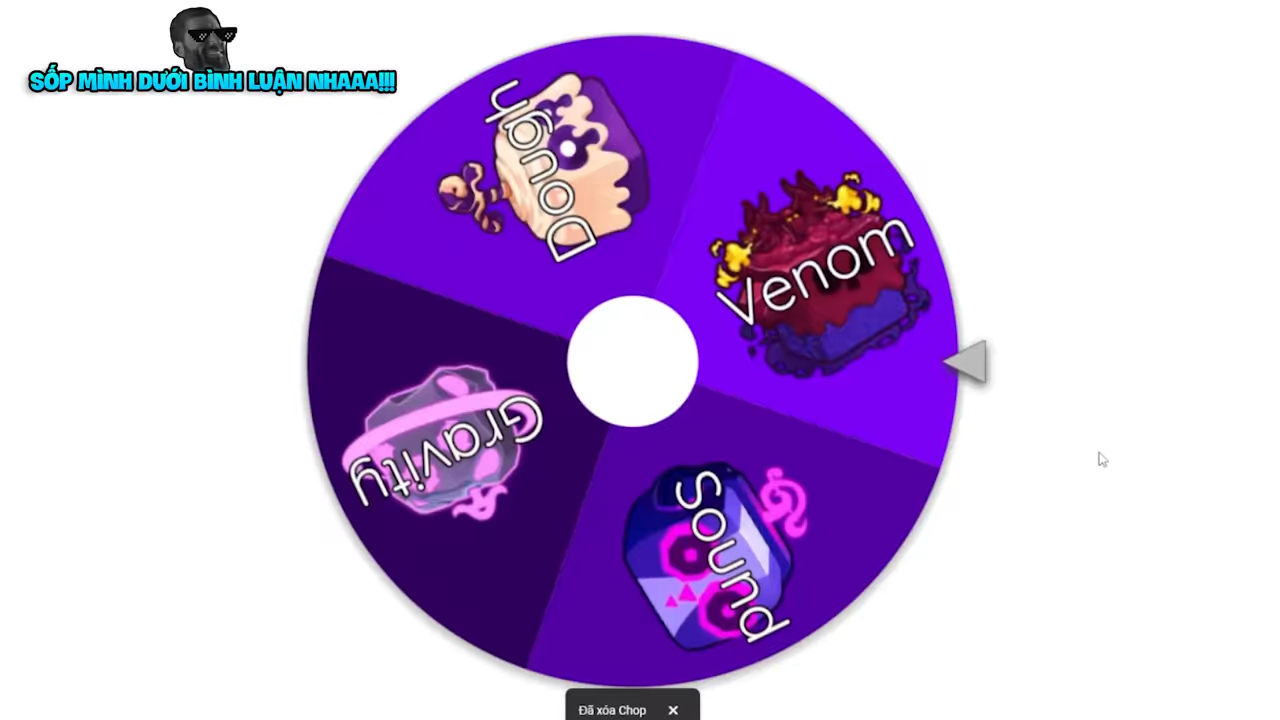 SỐP MÌNH DƯỚI BÌNH LUẬN NHAAA!!!
Dough
Venom
Gravity
Sound
Đã xóa Chop